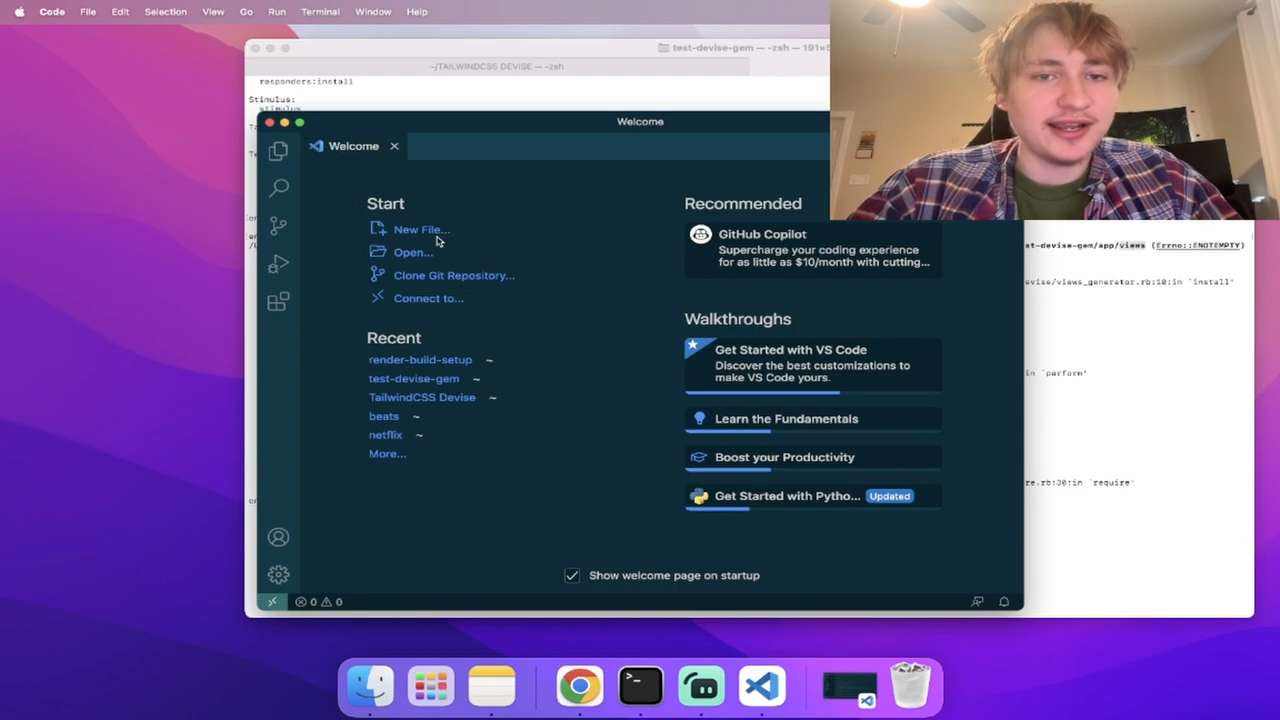 Code File Edit Selection View Go Run Terminal Window Help
test-devise-gem — -zsh — 191×5
~/TAILWINDCSS DEVISE — -zsh
responders:install
Stimulus:
stimulus
Welcome
Welcome
Start
New File...
Open...
Clone Git Repository...
Connect to...
Recent
render-build-setup ~
test-devise-gem ~
TailwindCSS Devise ~
beats ~
netflix ~
More...
Recommended
GitHub Copilot
Supercharge your coding experience
for as little as $10/month with cutting...
Walkthroughs
Get Started with VS Code
Discover the best customizations to
make VS Code yours.
Learn the Fundamentals
Boost your Productivity
Get Started with Pytho... Updated
Show welcome page on startup
0 0
st-devise-gem/app/views (Errno::ENOTEMPTY)
evise/views_generator.rb:10:in `install'
in `perform'
re.rb:30:in `require'